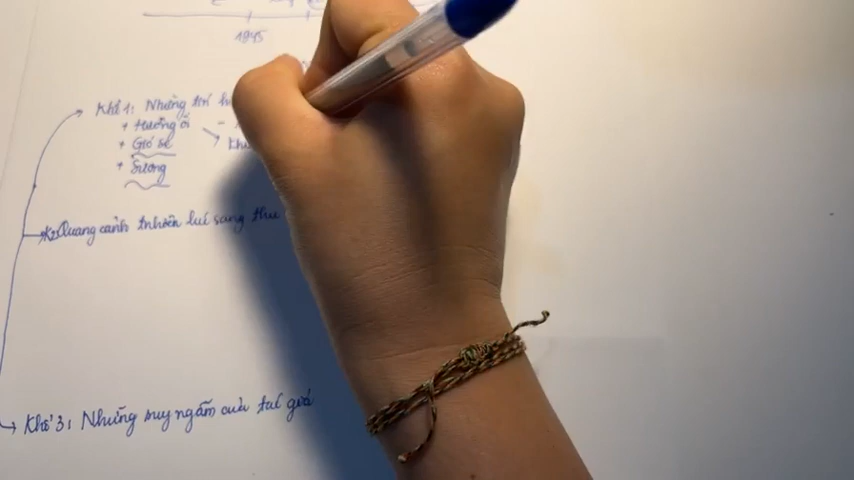 1945
Khổ 1: Những tín h
+ Hương ổi
+ Gió se
+ Sương
K2 Quang cảnh thiên lúc sang thu
Khổ 3: Những suy ngẫm của tác giả